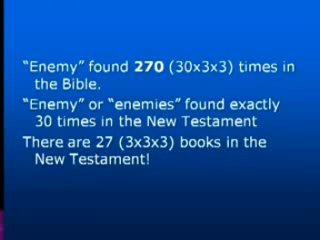 “Enemy” found 270 (30x3x3) times in
the Bible.
“Enemy” or “enemies” found exactly
30 times in the New Testament
There are 27 (3x3x3) books in the
New Testament!